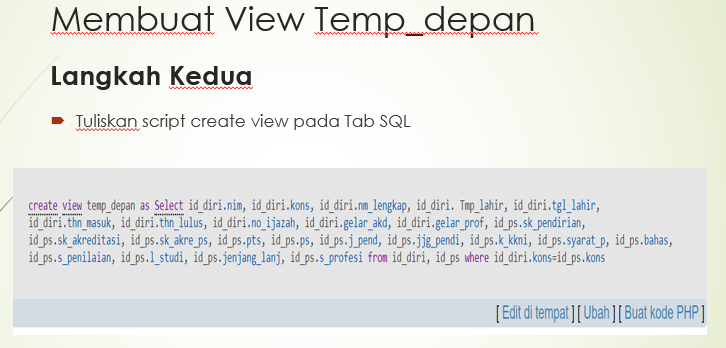 Membuat View Temp_depan
Langkah Kedua
Tuliskan script create view pada Tab SQL
create view temp_depan as Select id_diri.nim, id_diri.kons, id_diri.nm_lengkap, id_diri. Tmp_lahir, id_diri.tgl_lahir,
id_diri.thn_masuk, id_diri.thn_lulus, id_diri.no_ijazah, id_diri.gelar_akd, id_diri.gelar_prof, id_ps.sk_pendirian,
id_ps.sk_akreditasi, id_ps.sk_akre_ps, id_ps.pts, id_ps.ps, id_ps.j_pend, id_ps.jjg_pendi, id_ps.k_kkni, id_ps.syarat_p, id_ps.bahas,
id_ps.s_penilaian, id_ps.l_studi, id_ps.jenjang_lanj, id_ps.s_profesi from id_diri, id_ps where id_diri.kons=id_ps.kons
[ Edit di tempat ] [ Ubah ] [ Buat kode PHP ]